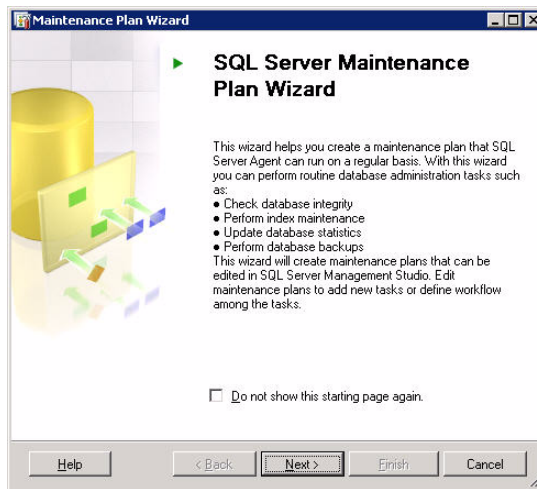 Maintenance Plan Wizard
SQL Server Maintenance
Plan Wizard
This wizard helps you create a maintenance plan that SQL
Server Agent can run on a regular basis. With this wizard
you can perform routine database administration tasks such
as:
● Check database integrity
● Perform index maintenance
● Update database statistics
● Perform database backups
This wizard will create maintenance plans that can be
edited in SQL Server Management Studio. Edit
maintenance plans to add new tasks or define workflow
among the tasks.
Do not show this starting page again.
Help < Back Next > Finish Cancel